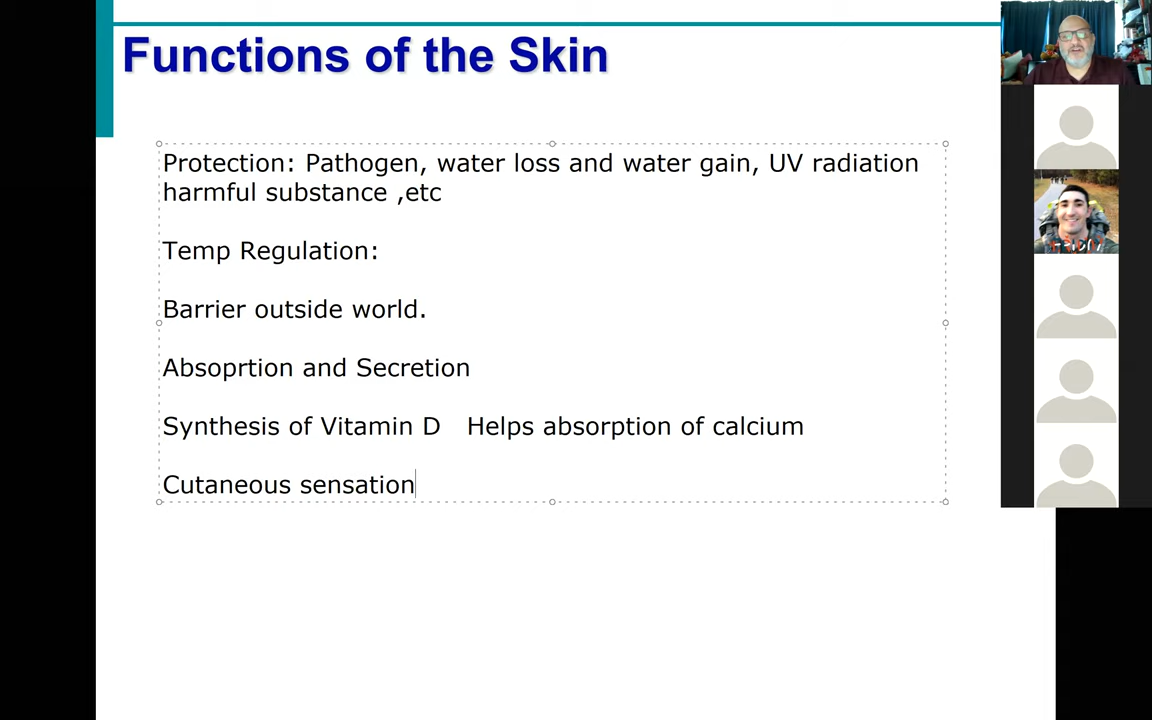 Functions of the Skin
Protection: Pathogen, water loss and water gain, UV radiation
harmful substance ,etc
Temp Regulation:
Barrier outside world.
Absoprtion and Secretion
Synthesis of Vitamin D   Helps absorption of calcium
Cutaneous sensation